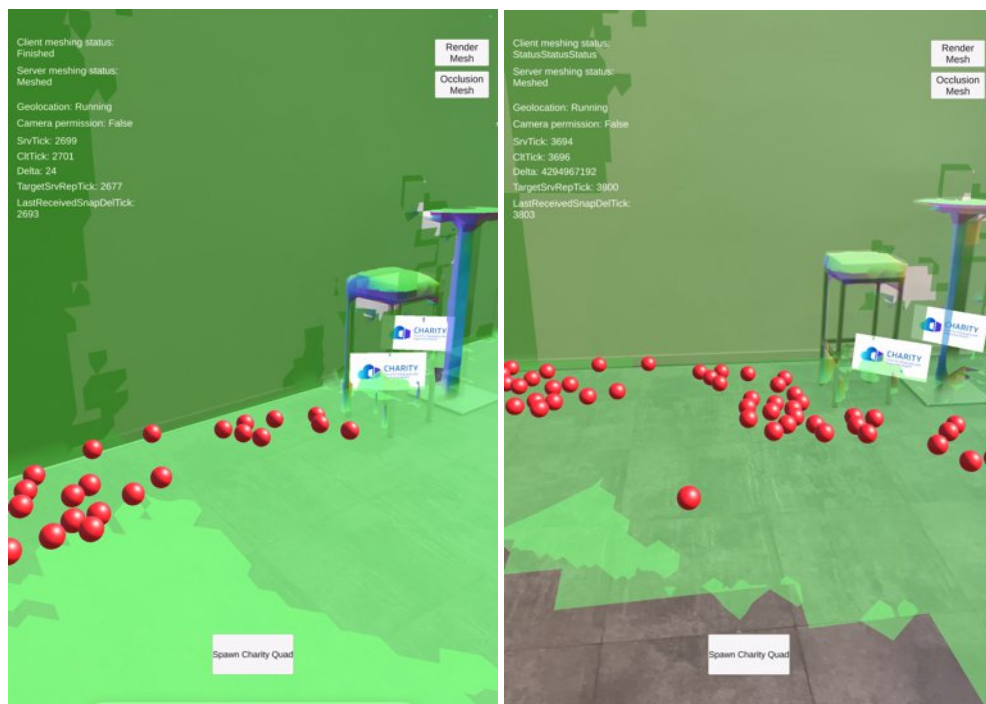 Client meshing status:
Finished
Server meshing status:
Meshed
Geolocation: Running
Camera permission: False
SrvTick: 2699
CltTick: 2701
Delta: 24
TargetSrvRepTick: 2677
LastReceivedSnapDelTick:
2693
Render
Mesh
Occlusion
Mesh
CHARITY
CHARITY
Spawn Charity Quad
Client meshing status:
StatusStatusStatus
Server meshing status:
Meshed
Geolocation: Running
Camera permission: False
SrvTick: 3694
CltTick: 3696
Delta: 4294967192
TargetSrvRepTick: 3800
LastReceivedSnapDelTick:
3803
Render
Mesh
Occlusion
Mesh
CHARITY
CHARITY
Spawn Charity Quad